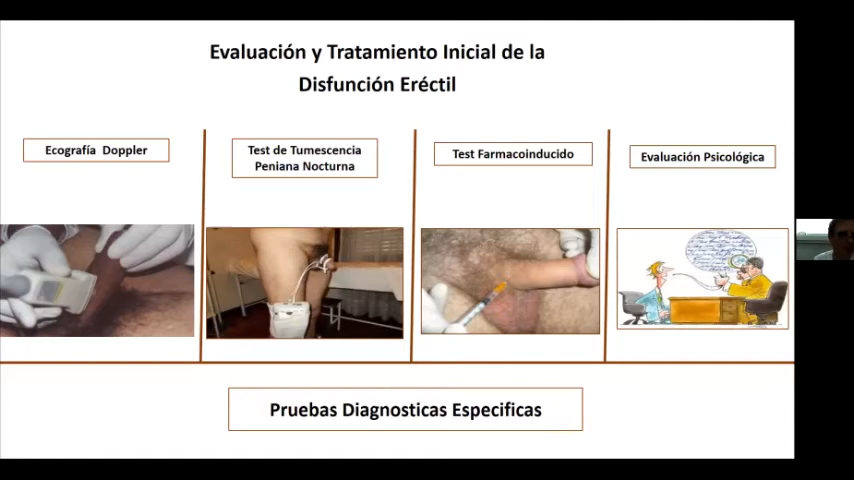 Evaluación y Tratamiento Inicial de la
Disfunción Eréctil
Ecografía Doppler
Test de Tumescencia
Peniana Nocturna
Test Farmacoinducido
Evaluación Psicológica
Pruebas Diagnosticas Especificas